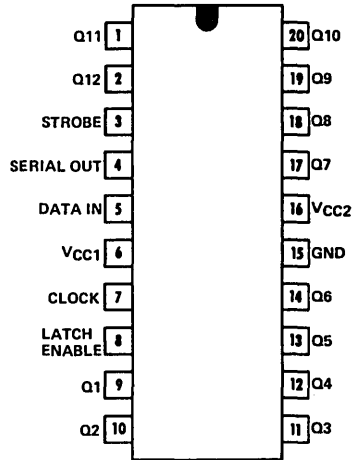 Q11 1 20 Q10
Q12 2 19 Q9
STROBE 3 18 Q8
SERIAL OUT 4 17 Q7
DATA IN 5 16 VCC2
VCC1 6 15 GND
CLOCK 7 14 Q6
LATCH
ENABLE 8 13 Q5
Q1 9 12 Q4
Q2 10 11 Q3